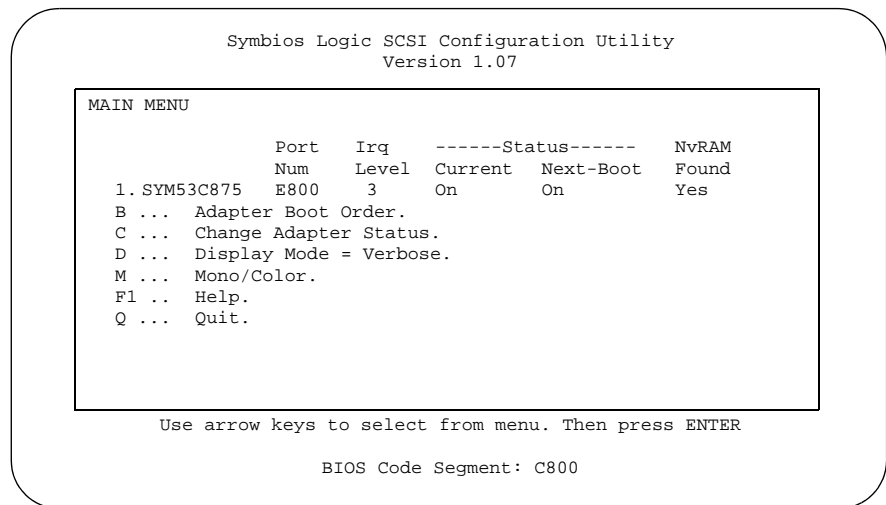 Symbios Logic SCSI Configuration Utility
Version 1.07
MAIN MENU
Port Irq ------Status------ NvRAM
Num Level Current Next-Boot Found
1. SYM53C875 E800 3 On On Yes
B ... Adapter Boot Order.
C ... Change Adapter Status.
D ... Display Mode = Verbose.
M ... Mono/Color.
F1 .. Help.
Q ... Quit.
Use arrow keys to select from menu. Then press ENTER
BIOS Code Segment: C800